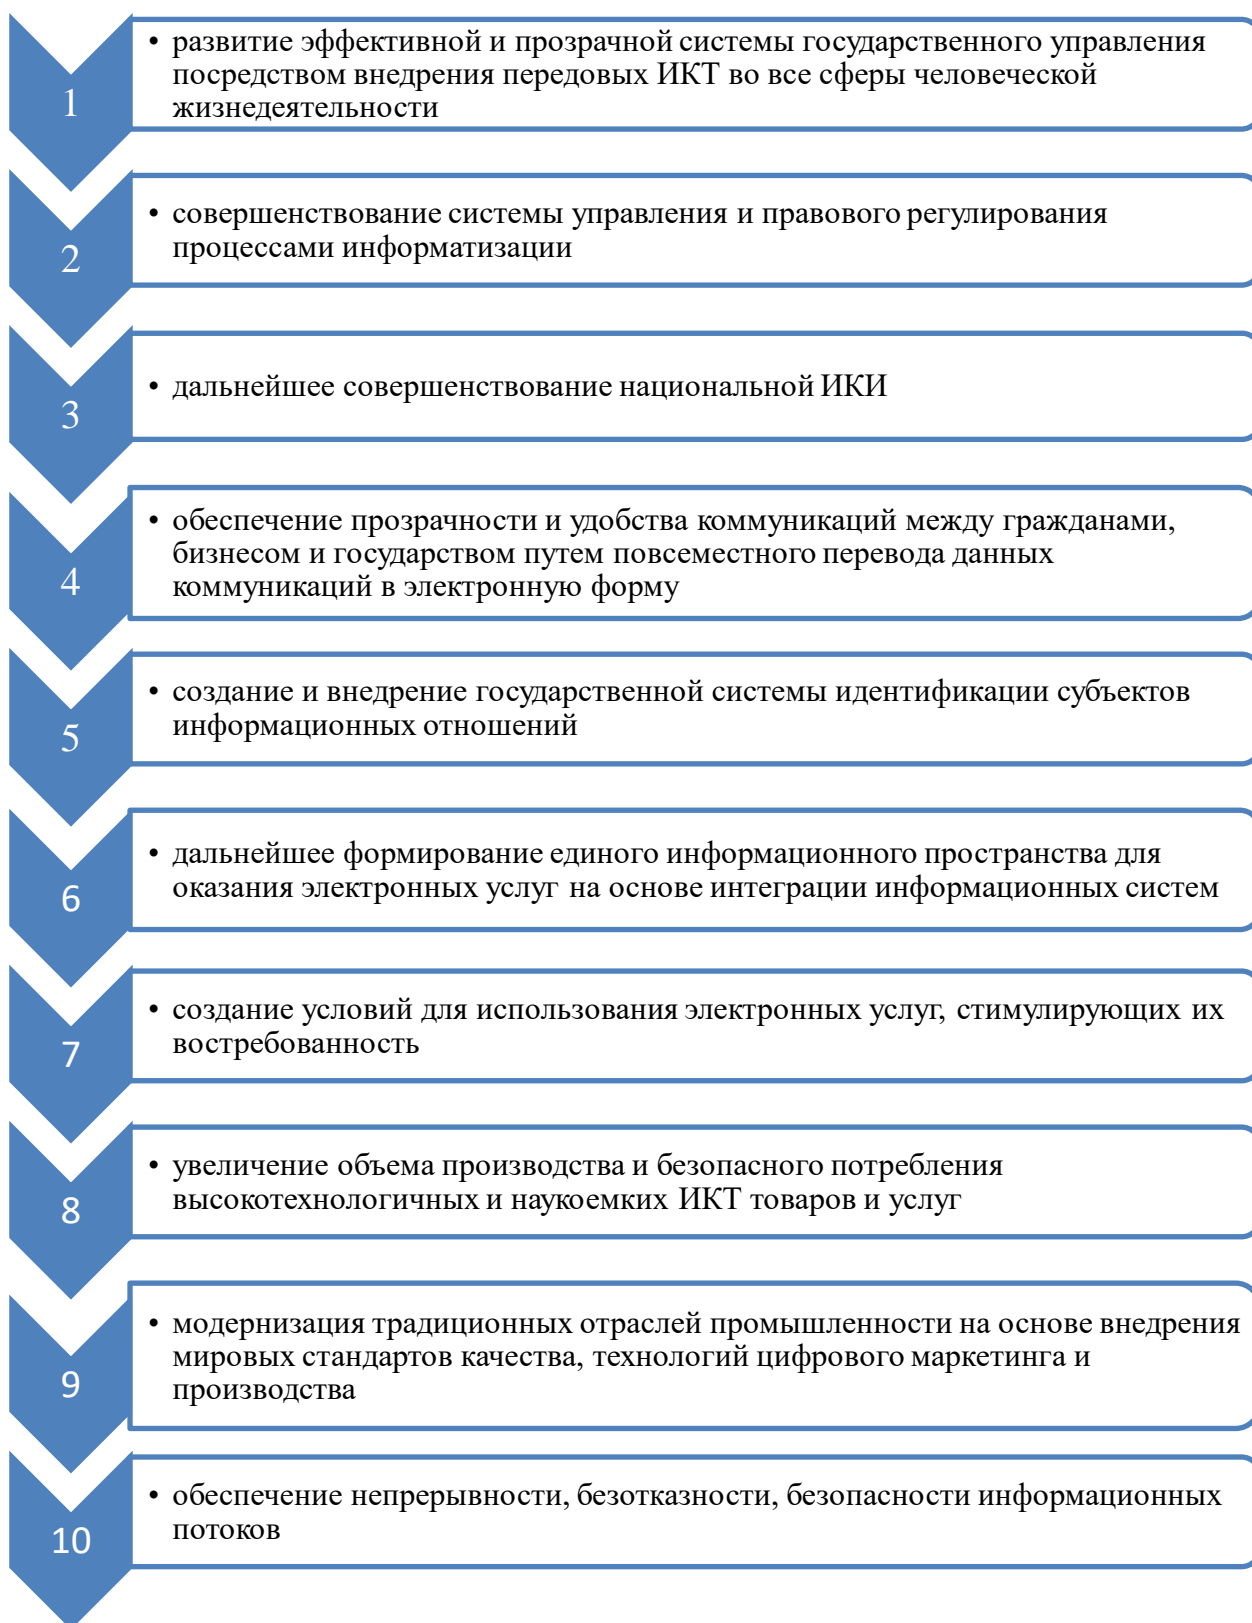 1
• развитие эффективной и прозрачной системы государственного управления
посредством внедрения передовых ИКТ во все сферы человеческой
жизнедеятельности
2
• совершенствование системы управления и правового регулирования
процессами информатизации
3
• дальнейшее совершенствование национальной ИКИ
4
• обеспечение прозрачности и удобства коммуникаций между гражданами,
бизнесом и государством путем повсеместного перевода данных
коммуникаций в электронную форму
5
• создание и внедрение государственной системы идентификации субъектов
информационных отношений
6
• дальнейшее формирование единого информационного пространства для
оказания электронных услуг на основе интеграции информационных систем
7
• создание условий для использования электронных услуг, стимулирующих их
востребованность
8
• увеличение объема производства и безопасного потребления
высокотехнологичных и наукоемких ИКТ товаров и услуг
9
• модернизация традиционных отраслей промышленности на основе внедрения
мировых стандартов качества, технологий цифрового маркетинга и
производства
10
• обеспечение непрерывности, безотказности, безопасности информационных
потоков